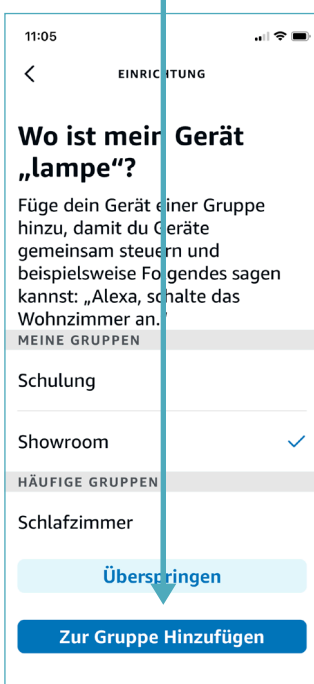 11:05
EINRICHTUNG
Wo ist mein Gerät
„lampe“?
Füge dein Gerät einer Gruppe
hinzu, damit du Geräte
gemeinsam steuern und
beispielsweise Folgendes sagen
kannst: „Alexa, schalte das
Wohnzimmer an.“
MEINE GRUPPEN
Schulung
Showroom
HÄUFIGE GRUPPEN
Schlafzimmer
Überspringen
Zur Gruppe Hinzufügen